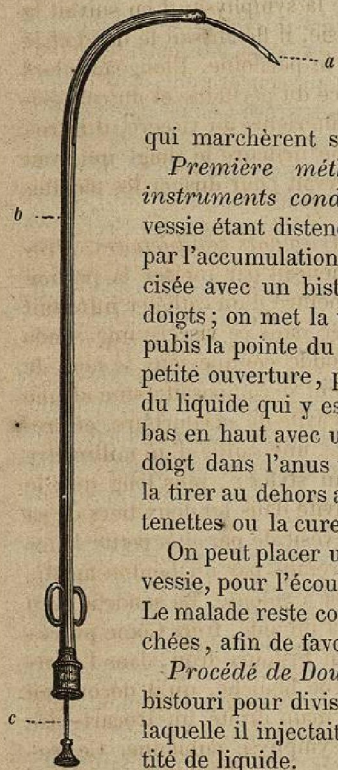 a
qui marchèrent s
Première mét
b
instruments cond
vessie étant disten
par l'accumulation
cisée avec un bist
doigts; on met la
pubis la pointe du
petite ouverture, p
du liquide qui y es
bas en haut avec u
doigt dans l'anus
la tirer au dehors a
tenettes ou la cure
On peut placer u
vessie, pour l'écou
Le malade reste co
chées, afin de favo
Procédé de Dou
bistouri pour divis
c
laquelle il injectait
tité de liquide.